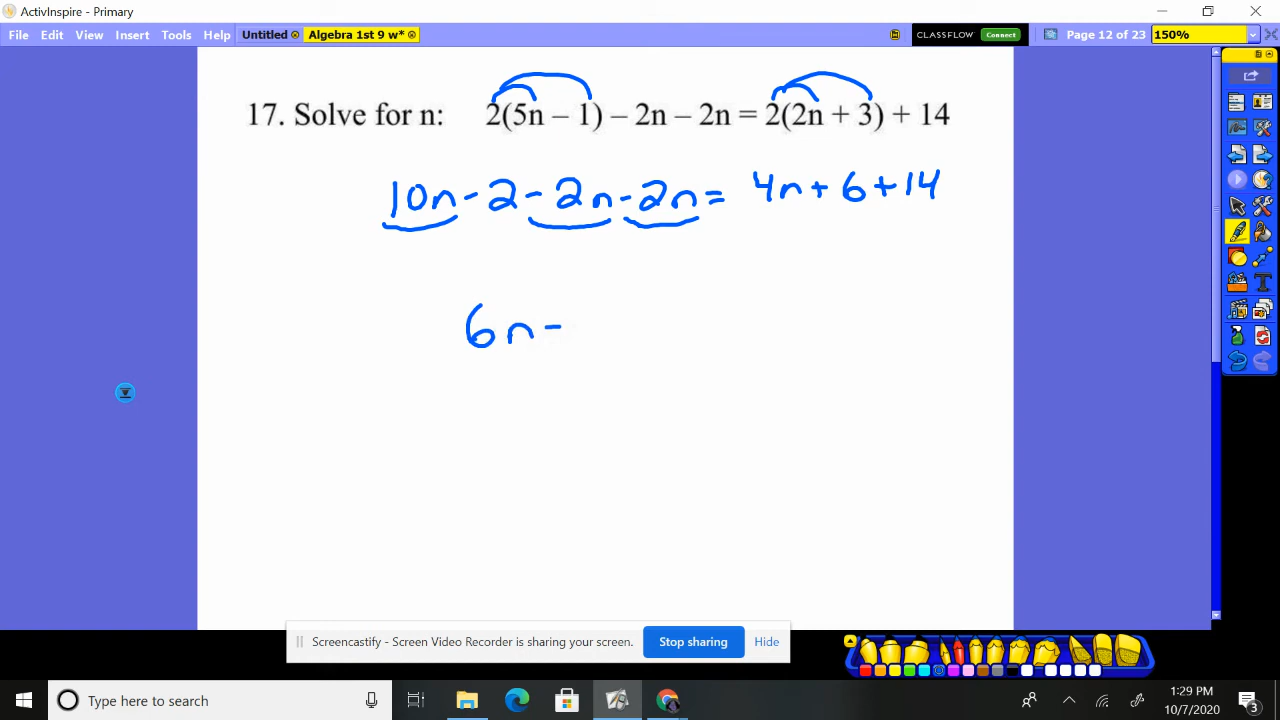 ActivInspire - Primary
File Edit View Insert Tools Help Untitled Algebra 1st 9 w* CLASSFLOW Connect Page 12 of 23 150%
17. Solve for n: 2(5n – 1) – 2n – 2n = 2(2n + 3) + 14
10n - 2 - 2n - 2n = 4n + 6 + 14
6n -
Screencastify - Screen Video Recorder is sharing your screen. Stop sharing Hide
Type here to search
1:29 PM
10/7/2020
3